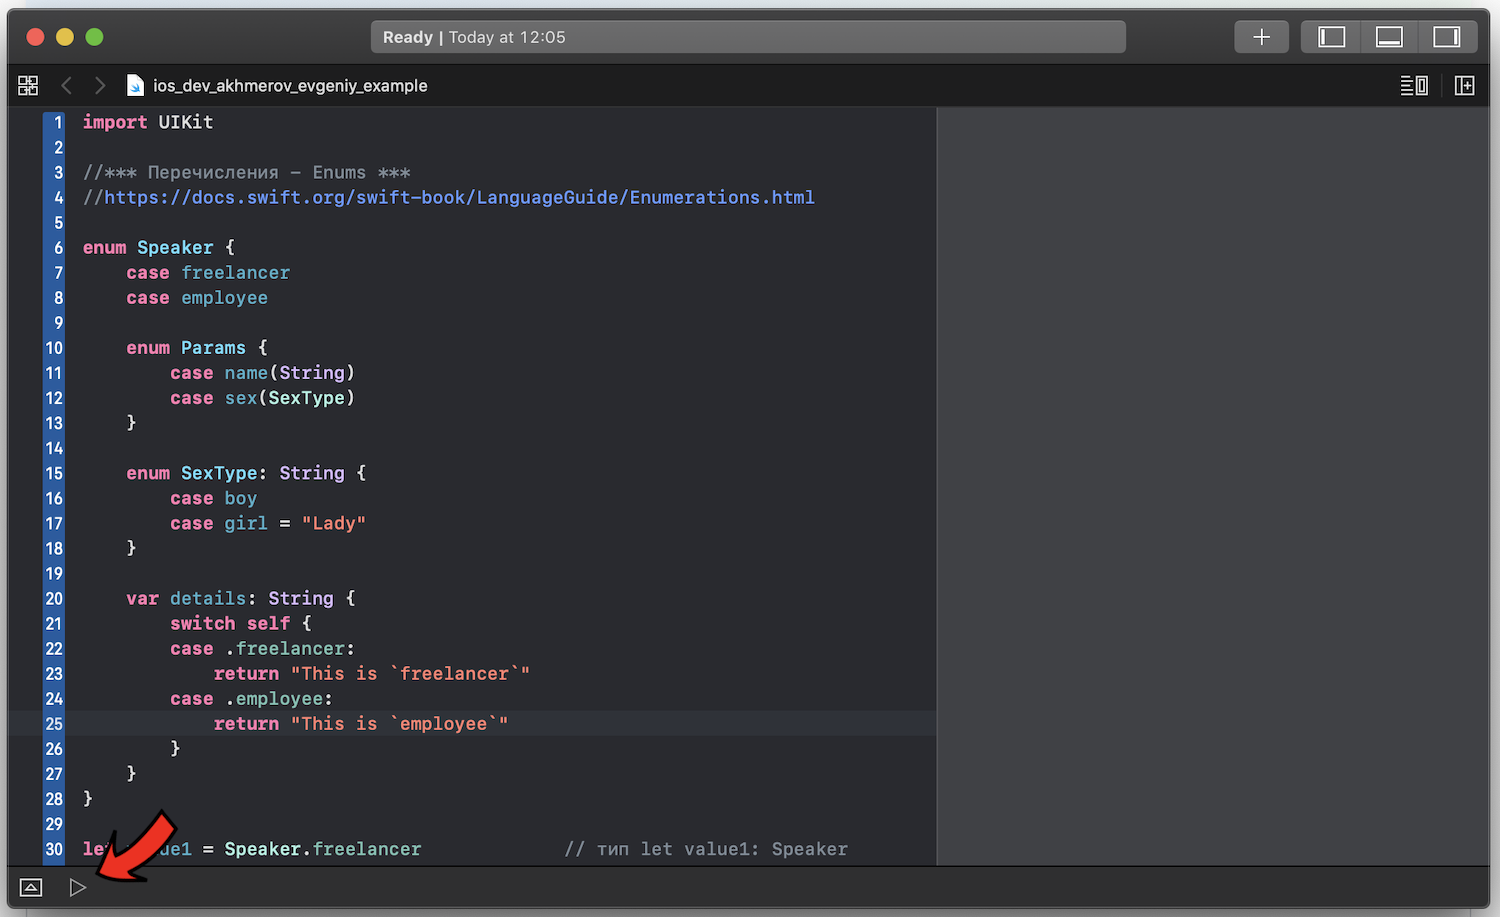 Ready | Today at 12:05
ios_dev_akhmerov_evgeniy_example
1 import UIKit
2
3 //*** Перечисления – Enums ***
4 //https://docs.swift.org/swift-book/LanguageGuide/Enumerations.html
5
6 enum Speaker {
7 case freelancer
8 case employee
9
10 enum Params {
11 case name(String)
12 case sex(SexType)
13 }
14
15 enum SexType: String {
16 case boy
17 case girl = "Lady"
18 }
19
20 var details: String {
21 switch self {
22 case .freelancer:
23 return "This is `freelancer`"
24 case .employee:
25 return "This is `employee`"
26 }
27 }
28 }
29
30 let value1 = Speaker.freelancer // тип let value1: Speaker